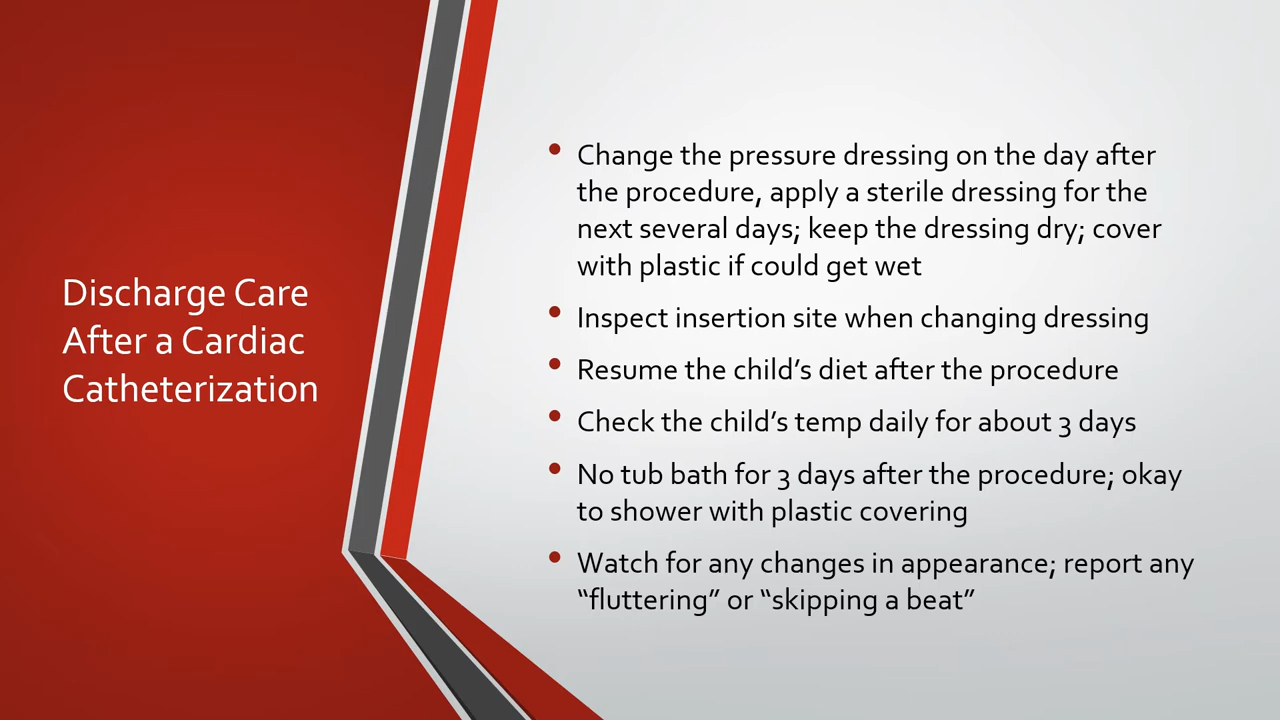 Discharge Care
After a Cardiac
Catheterization
• Change the pressure dressing on the day after
the procedure, apply a sterile dressing for the
next several days; keep the dressing dry; cover
with plastic if could get wet
• Inspect insertion site when changing dressing
• Resume the child’s diet after the procedure
• Check the child’s temp daily for about 3 days
• No tub bath for 3 days after the procedure; okay
to shower with plastic covering
• Watch for any changes in appearance; report any
“fluttering” or “skipping a beat”